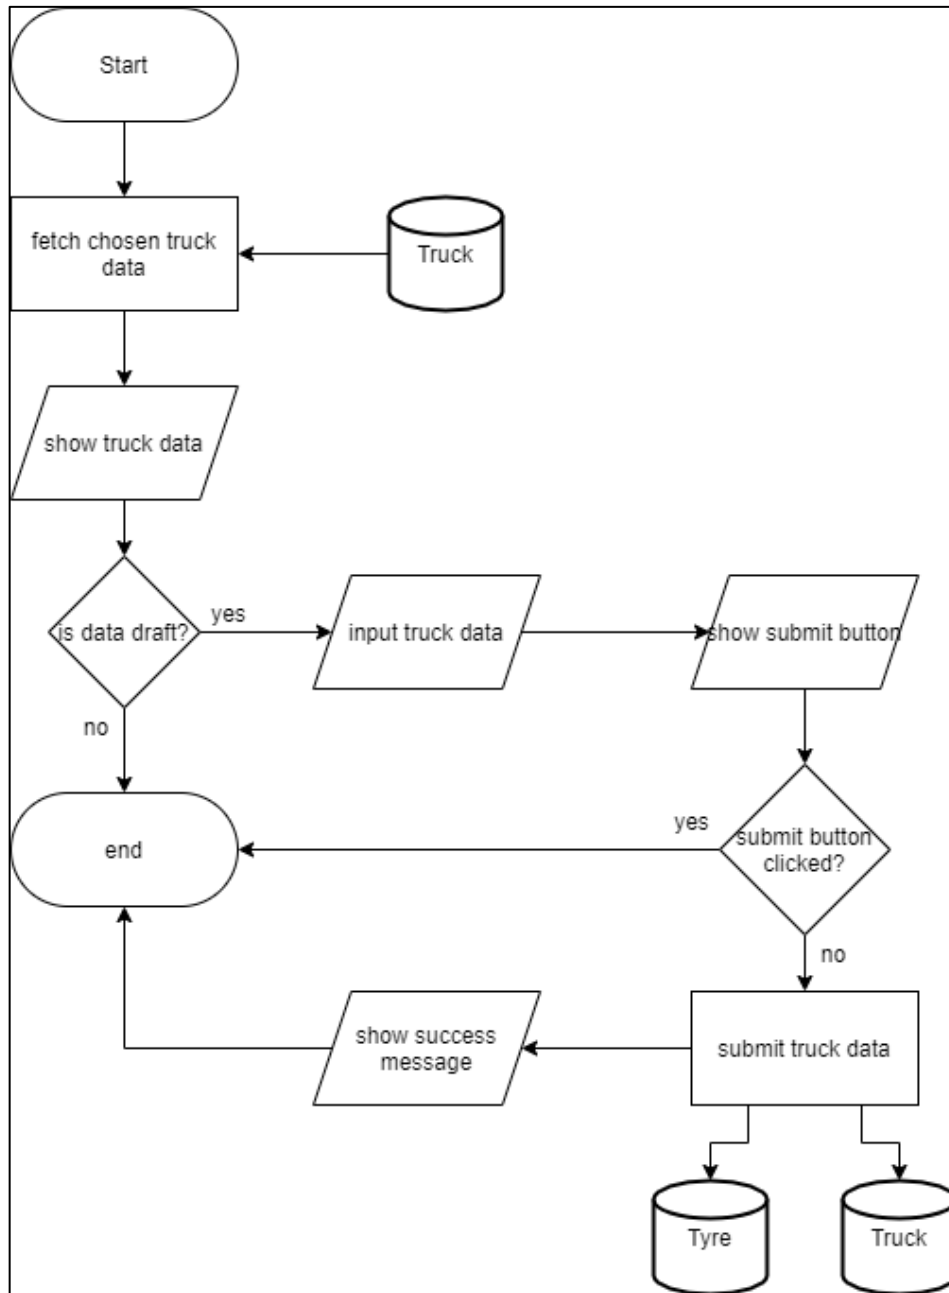 Start
fetch chosen truck
data
Truck
show truck data
is data draft?
yes
input truck data
show submit button
no
end
yes
submit button
clicked?
no
show success
message
submit truck data
Tyre
Truck